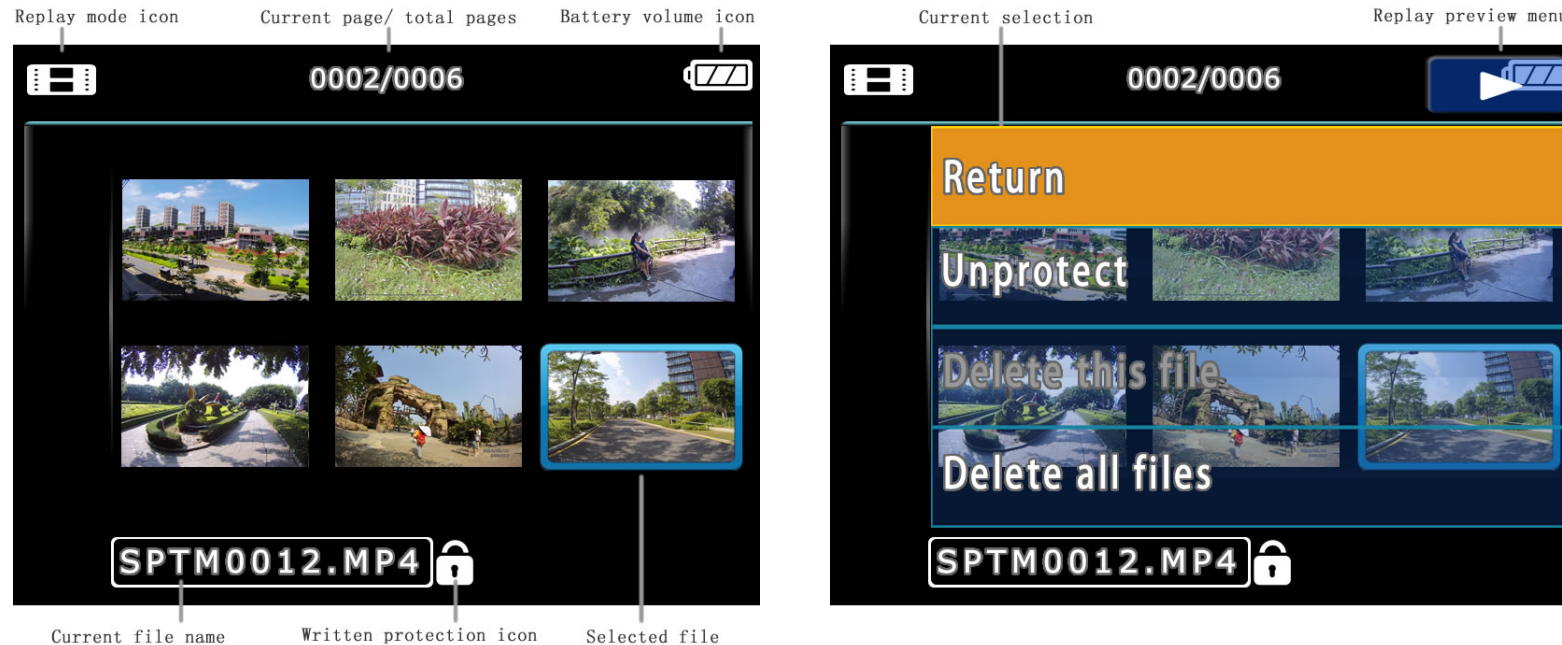 Replay mode icon
Current page/ total pages
Battery volume icon
0002/0006
SPTM0012.MP4
Current file name
Written protection icon
Selected file
Current selection
Replay preview menu
0002/0006
Return
Unprotect
Delete this file
Delete all files
SPTM0012.MP4